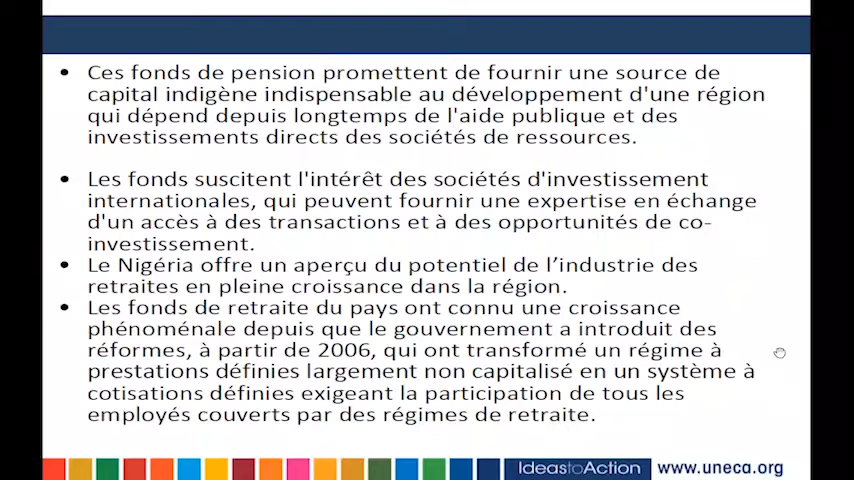 • Ces fonds de pension promettent de fournir une source de
capital indigène indispensable au développement d'une région
qui dépend depuis longtemps de l'aide publique et des
investissements directs des sociétés de ressources.
• Les fonds suscitent l'intérêt des sociétés d'investissement
internationales, qui peuvent fournir une expertise en échange
d'un accès à des transactions et à des opportunités de co-
investissement.
• Le Nigéria offre un aperçu du potentiel de l’industrie des
retraites en pleine croissance dans la région.
• Les fonds de retraite du pays ont connu une croissance
phénoménale depuis que le gouvernement a introduit des
réformes, à partir de 2006, qui ont transformé un régime à
prestations définies largement non capitalisé en un système à
cotisations définies exigeant la participation de tous les
employés couverts par des régimes de retraite.
IdeastoAction www.uneca.org